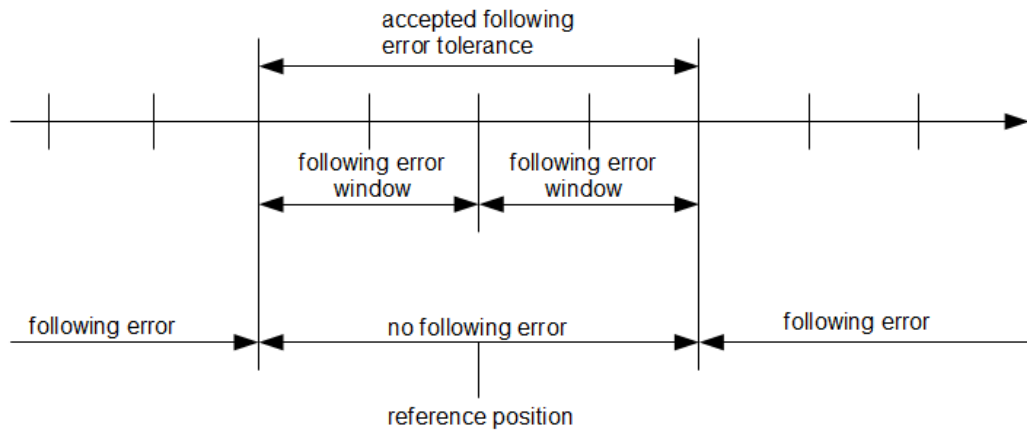 accepted following
error tolerance
following error
window
following error
window
following error
no following error
following error
reference position